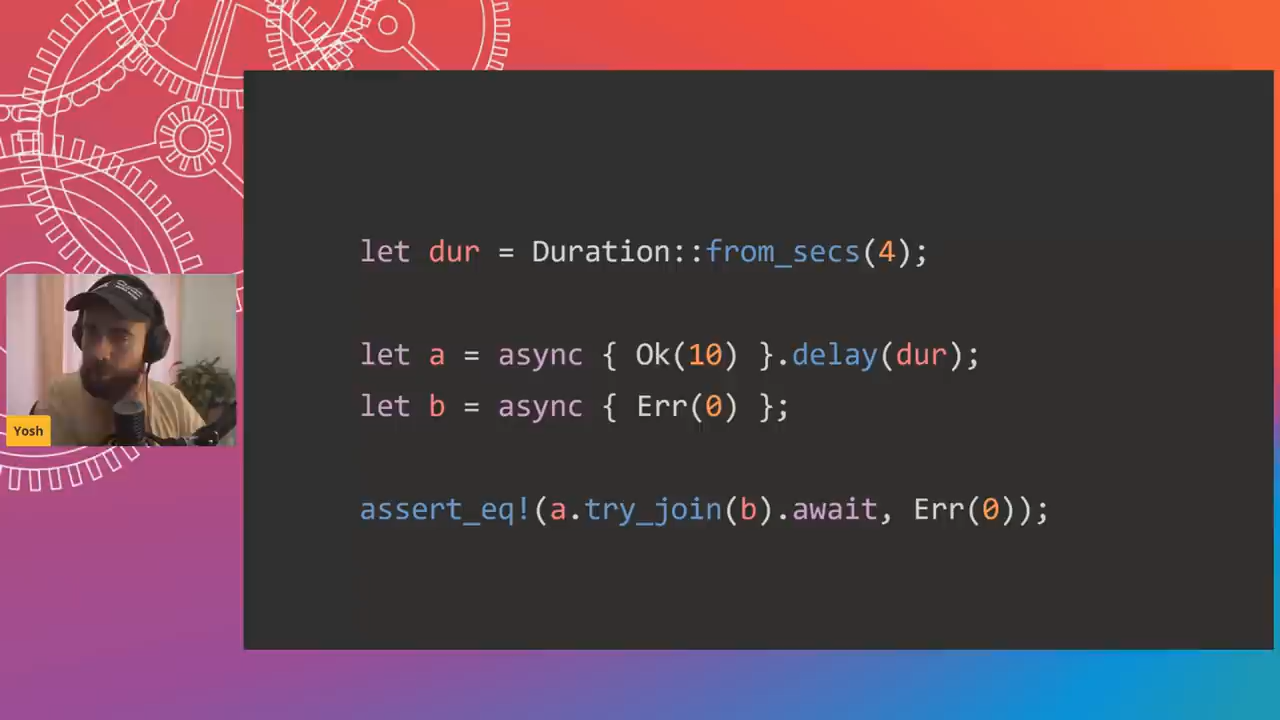 let dur = Duration::from_secs(4);
let a = async { Ok(10) }.delay(dur);
let b = async { Err(0) };
assert_eq!(a.try_join(b).await, Err(0));
Yosh